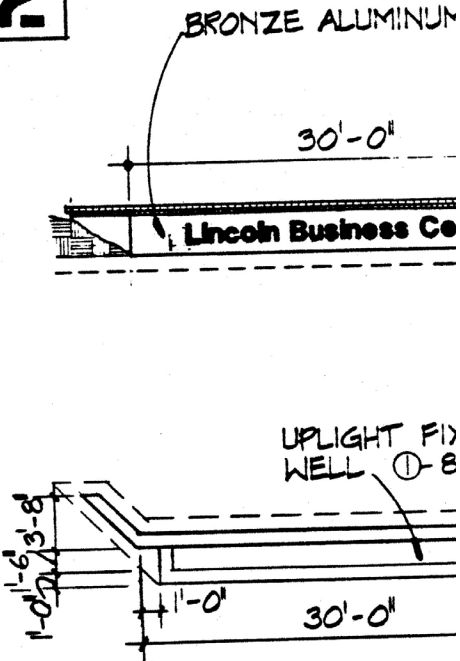 BRONZE ALUMINUM
30'-0"
Lincoln Business Ce
UPLIGHT FIX
WELL ①-8
3'-8"
1'-6"
1'-0"
1'-0"
30'-0"